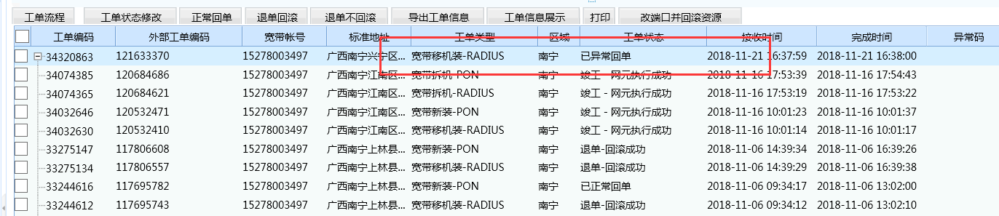 工单流程 工单状态修改 正常回单 退单回滚 退单不回滚 导出工单信息 工单信息展示 打印 改端口并回滚资源
工单编码 外部工单编码 宽带帐号 标准地址 工单类型 区域 工单状态 接收时间 完成时间 异常码
34320863 121633370 15278003497 广西南宁兴宁区... 宽带移机装-RADIUS 南宁 已异常回单 2018-11-21 16:37:59 2018-11-21 16:38:00
34074385 120684686 15278003497 广西南宁江南区... 宽带拆机-PON 南宁 竣工 - 网元执行成功 2018-11-16 17:53:39 2018-11-16 17:54:43
34074365 120684621 15278003497 广西南宁江南区... 宽带拆机-RADIUS 南宁 竣工 - 网元执行成功 2018-11-16 17:53:19 2018-11-16 17:53:22
34032646 120532471 15278003497 广西南宁江南区... 宽带新装-PON 南宁 竣工 - 网元执行成功 2018-11-16 10:01:23 2018-11-16 10:01:37
34032630 120532410 15278003497 广西南宁江南区... 宽带移机装-RADIUS 南宁 竣工 - 网元执行成功 2018-11-16 10:01:14 2018-11-16 10:01:17
33275147 117806608 15278003497 广西南宁上林县... 宽带新装-PON 南宁 退单-回滚成功 2018-11-06 14:39:34 2018-11-06 16:39:26
33275134 117806557 15278003497 广西南宁上林县... 宽带移机装-RADIUS 南宁 退单-回滚成功 2018-11-06 14:39:29 2018-11-06 16:39:38
33244616 117695782 15278003497 广西南宁上林县... 宽带新装-PON 南宁 已正常回单 2018-11-06 09:34:17 2018-11-06 13:02:00
33244612 117695743 15278003497 广西南宁上林县... 宽带移机装-RADIUS 南宁 退单-回滚成功 2018-11-06 09:34:12 2018-11-06 13:02:10